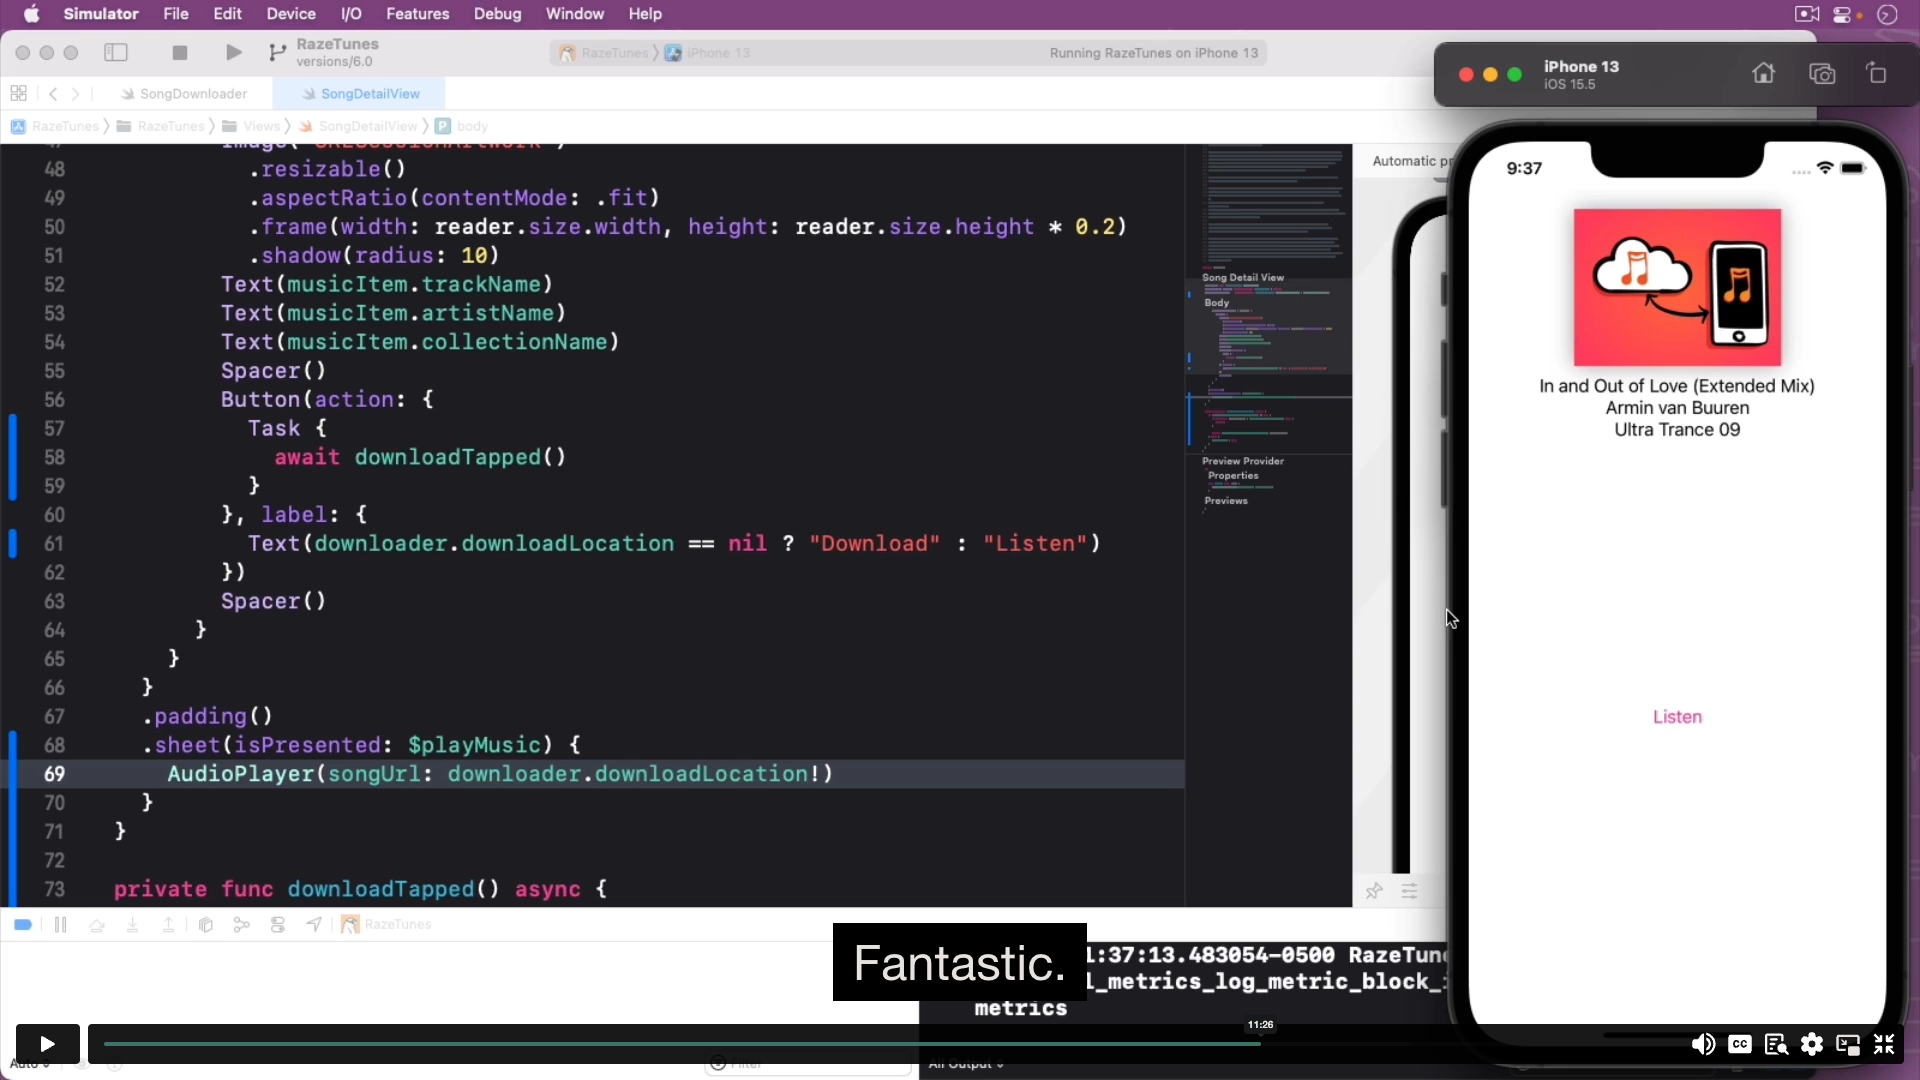 Simulator File Edit Device I/O Features Debug Window Help
RazeTunes
versions/6.0
RazeTunes iPhone 13
Running RazeTunes on iPhone 13
SongDownloader
SongDetailView
RazeTunes RazeTunes Views SongDetailView P body
48 .resizable()
49 .aspectRatio(contentMode: .fit)
50 .frame(width: reader.size.width, height: reader.size.height * 0.2)
51 .shadow(radius: 10)
52 Text(musicItem.trackName)
53 Text(musicItem.artistName)
54 Text(musicItem.collectionName)
55 Spacer()
56 Button(action: {
57 Task {
58 await downloadTapped()
59 }
60 }, label: {
61 Text(downloader.downloadLocation == nil ? "Download" : "Listen")
62 })
63 Spacer()
64 }
65 }
66 }
67 .padding()
68 .sheet(isPresented: $playMusic) {
69 AudioPlayer(songUrl: downloader.downloadLocation!)
70 }
71 }
72
73 private func downloadTapped() async {
Song Detail View
Body
Preview Provider
Properties
Previews
Automatic pr
iPhone 13
iOS 15.5
9:37
In and Out of Love (Extended Mix)
Armin van Buuren
Ultra Trance 09
Listen
RazeTunes
Fantastic.
1:37:13.483054-0500 RazeTun
l_metrics_log_metric_block_
metrics
11:26
CC
Auto
Filter
All Output